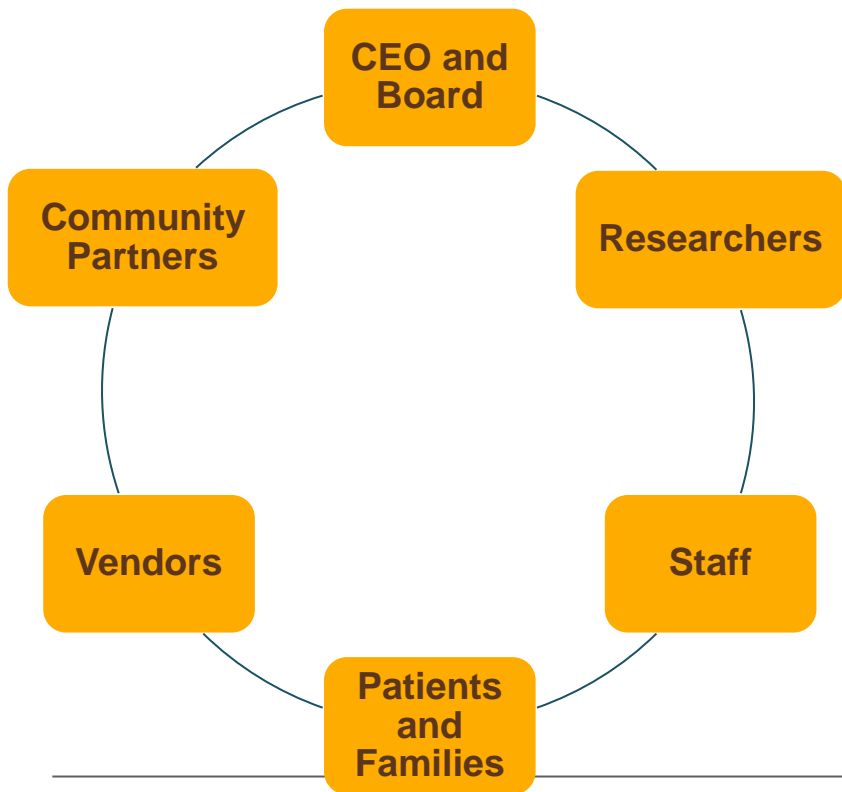 CEO and
Board
Community
Partners
Researchers
Vendors
Staff
Patients
and
Families